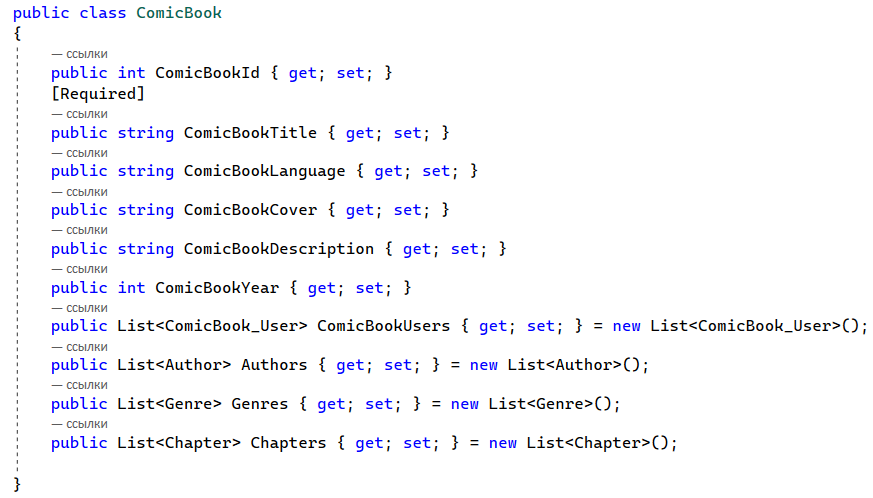 public class ComicBook
{
— ссылки
public int ComicBookId { get; set; }
[Required]
— ссылки
public string ComicBookTitle { get; set; }
— ссылки
public string ComicBookLanguage { get; set; }
— ссылки
public string ComicBookCover { get; set; }
— ссылки
public string ComicBookDescription { get; set; }
— ссылки
public int ComicBookYear { get; set; }
— ссылки
public List<ComicBook_User> ComicBookUsers { get; set; } = new List<ComicBook_User>();
— ссылки
public List<Author> Authors { get; set; } = new List<Author>();
— ссылки
public List<Genre> Genres { get; set; } = new List<Genre>();
— ссылки
public List<Chapter> Chapters { get; set; } = new List<Chapter>();
}